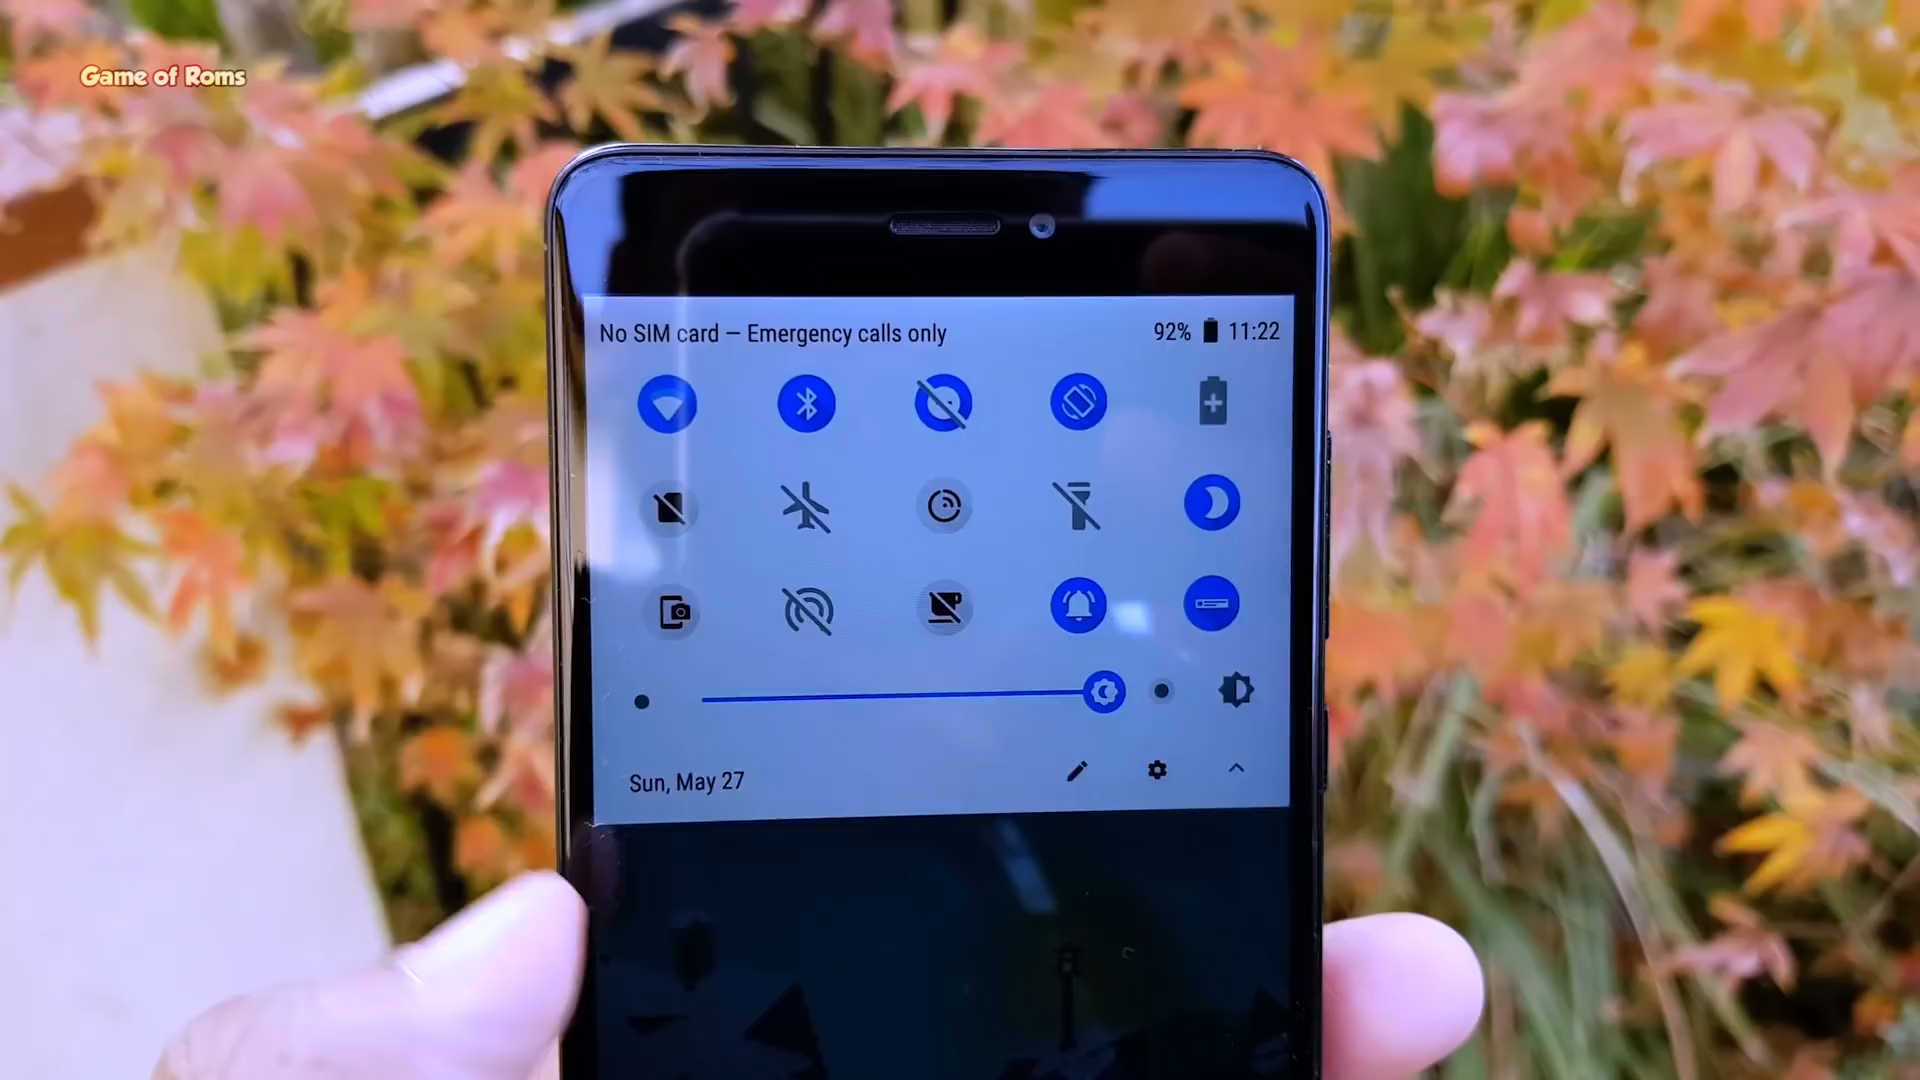 Game of Roms
No SIM card — Emergency calls only
92% 11:22
Sun, May 27